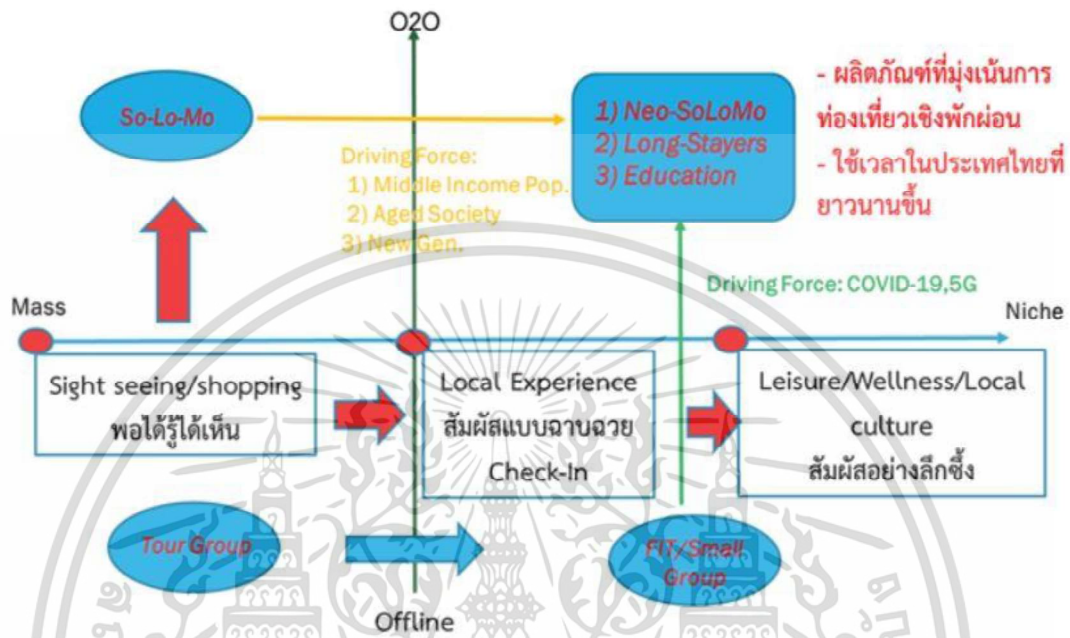 O2O
So-Lo-Mo
1) Neo-SoLoMo
2) Long-Stayers
3) Education
- ผลิตภัณฑ์ที่มุ่งเน้นการ
ท่องเที่ยวเชิงพักผ่อน
- ใช้เวลาในประเทศไทยที่
ยาวนานขึ้น
Driving Force:
1) Middle Income Pop.
2) Aged Society
3) New Gen.
Driving Force: COVID-19,5G
Mass
Niche
Sight seeing/shopping
พอได้รู้ได้เห็น
Local Experience
สัมผัสแบบฉาบฉวย
Check-In
Leisure/Wellness/Local
culture
สัมผัสอย่างลึกซึ้ง
Tour Group
FIT/Small
Group
Offline